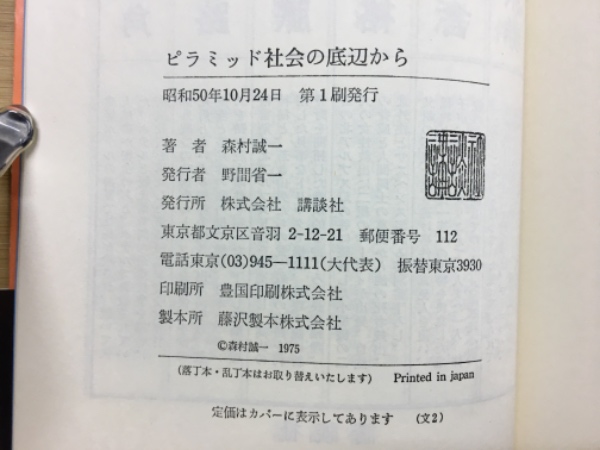 ピラミッド社会の底辺から
昭和50年10月24日 第1刷発行
著者 森村誠一
発行者 野間省一
発行所 株式会社 講談社
東京都文京区音羽 2-12-21 郵便番号 112
電話東京(03)945—1111(大代表) 振替東京3930
印刷所 豊国印刷株式会社
製本所 藤沢製本株式会社
©森村誠一 1975
(落丁本・乱丁本はお取り替えいたします) Printed in japan
定価はカバーに表示してあります (文2)